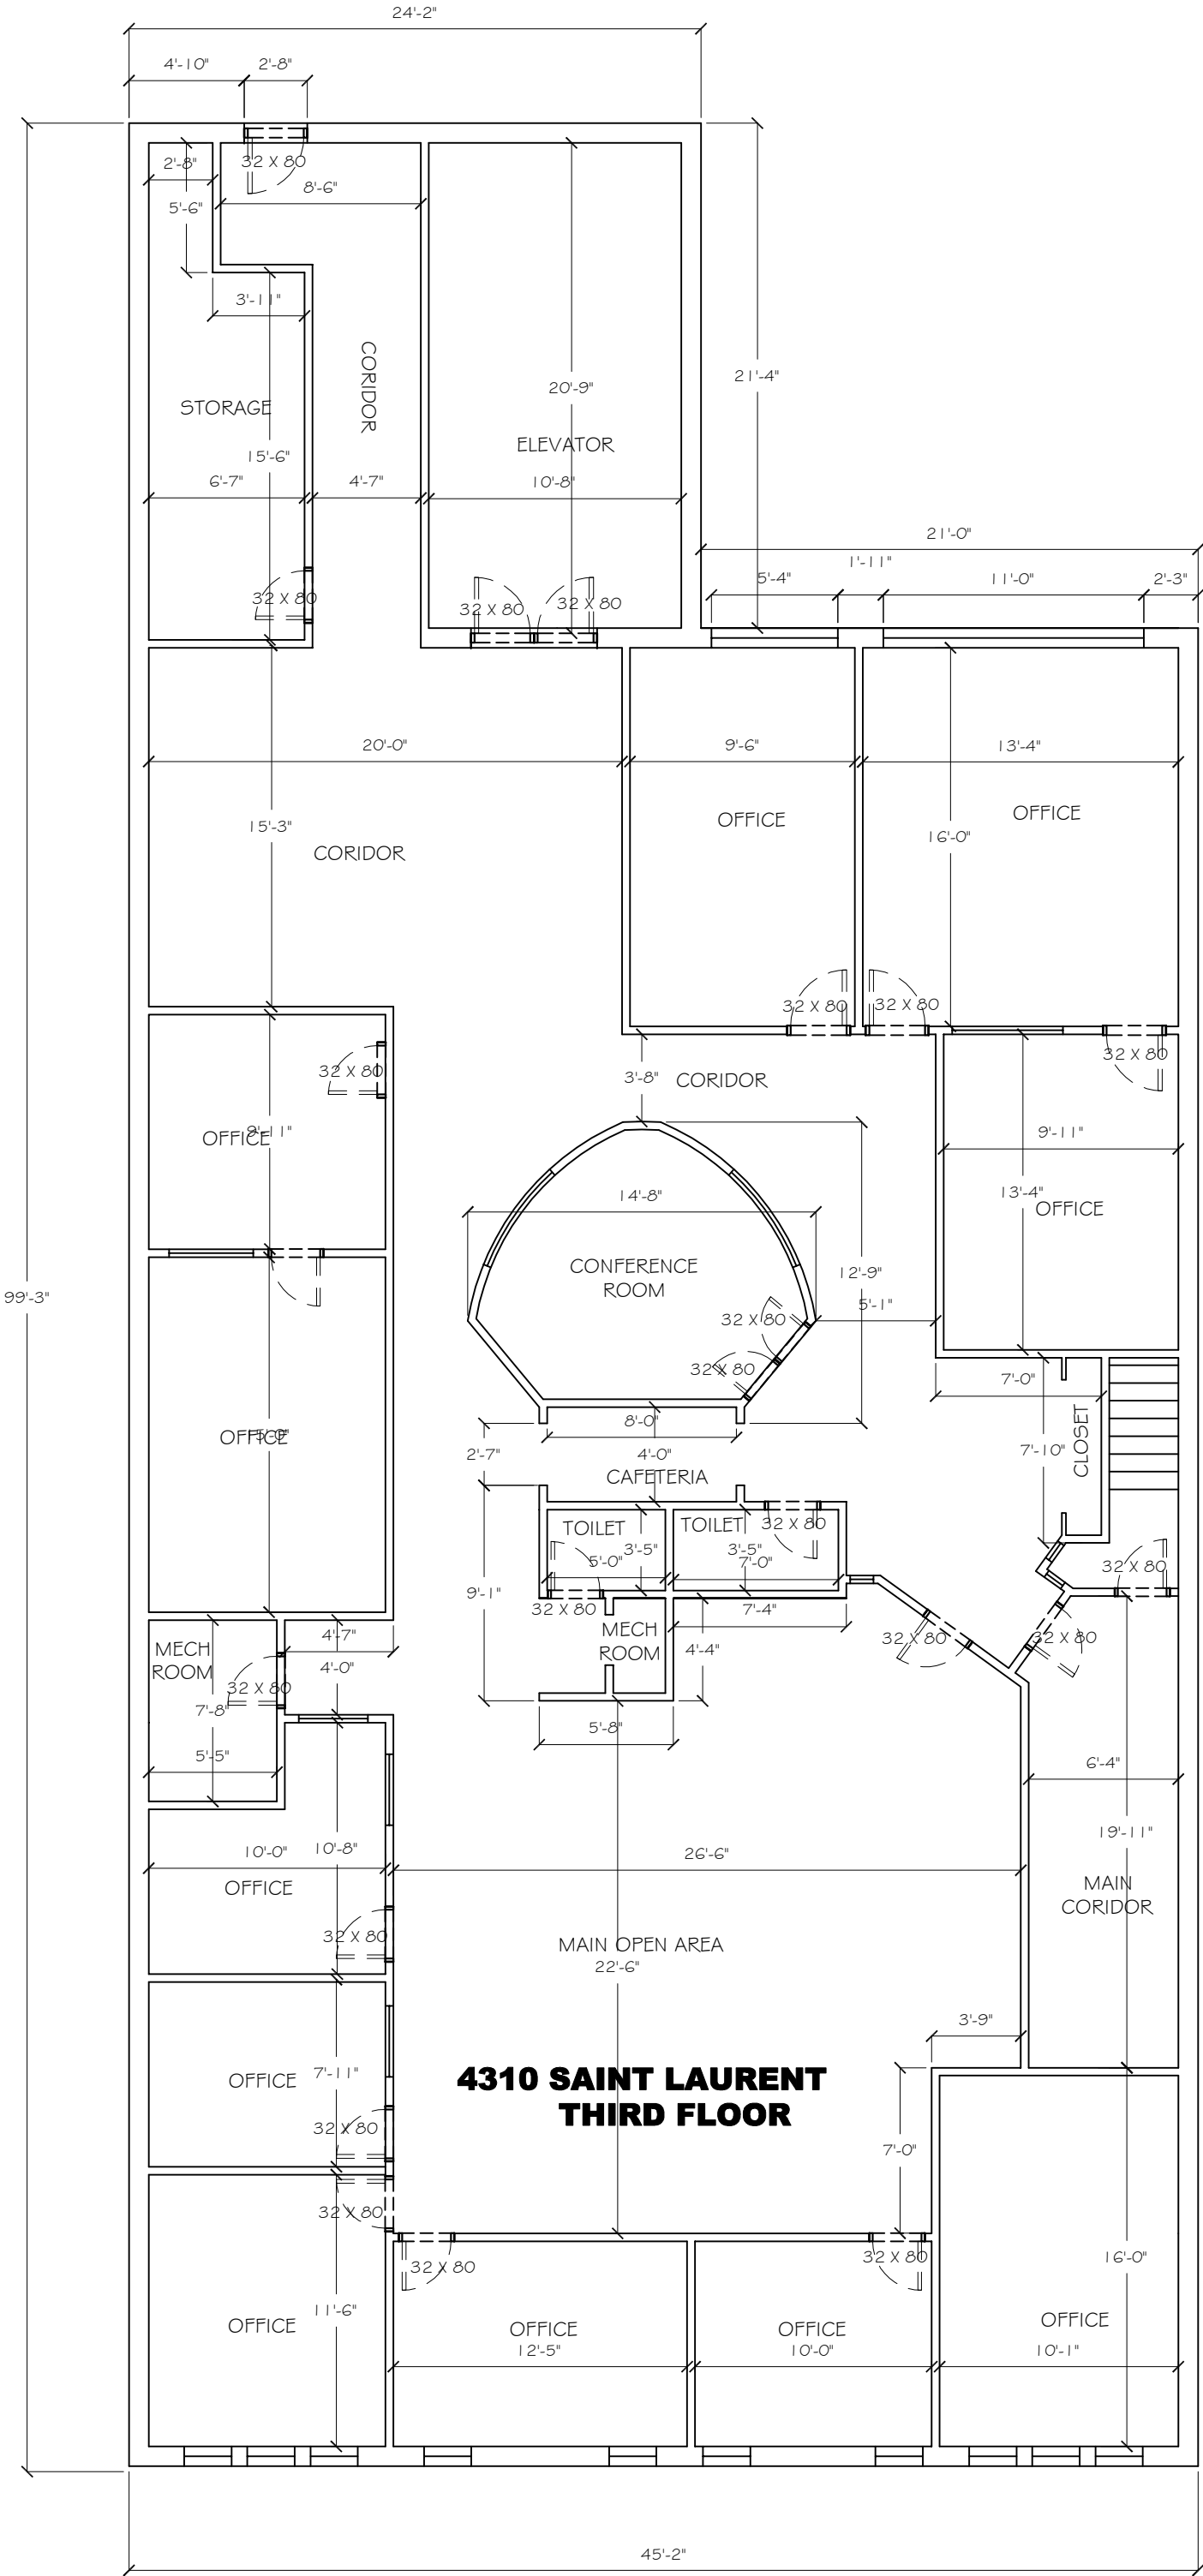 24'-2"
4'-10"
2'-8"
32 X 80
2'-8"
8'-6"
5'-6"
3'-11"
CORIDOR
21'-4"
20'-9"
STORAGE
ELEVATOR
15'-6"
6'-7"
4'-7"
10'-8"
21'-0"
1'-11"
5'-4"
11'-0"
2'-3"
32 X 80
32 X 80
32 X 80
20'-0"
9'-6"
13'-4"
OFFICE
OFFICE
15'-3"
16'-0"
CORIDOR
32 X 80
32 X 80
32 X 80
32 X 80
3'-8"
CORIDOR
9'-11"
OFFICE
9'-11"
14'-8"
13'-4"
OFFICE
CONFERENCE
ROOM
12'-9"
99'-3"
5'-1"
32 X 80
32 X 80
7'-0"
8'-0"
OFFICE
2'-7"
4'-0"
7'-10"
CLOSET
CAFETERIA
TOILET
TOILET
32 X 80
3'-5"
3'-5"
5'-0"
7'-0"
32 X 80
9'-1"
32 X 80
7'-4"
4'-7"
MECH
ROOM
MECH
ROOM
32 X 80
32 X 80
4'-4"
4'-0"
32 X 80
7'-8"
5'-8"
5'-5"
6'-4"
19'-11"
10'-0"
10'-8"
26'-6"
OFFICE
MAIN
CORIDOR
32 X 80
MAIN OPEN AREA
22'-6"
3'-9"
7'-11"
OFFICE
4310 SAINT LAURENT
THIRD FLOOR
32 X 80
7'-0"
32 X 80
32 X 80
32 X 80
16'-0"
11'-6"
OFFICE
OFFICE
OFFICE
OFFICE
12'-5"
10'-0"
10'-1"
45'-2"